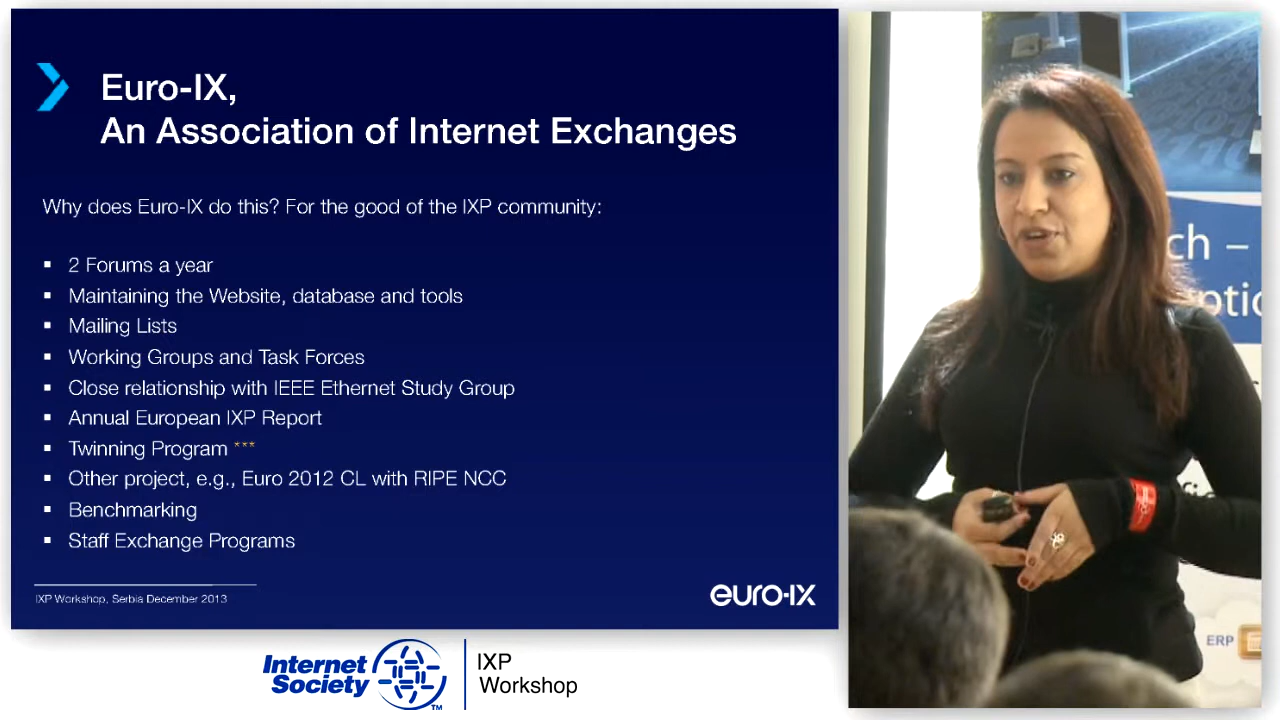 Euro-IX,
An Association of Internet Exchanges
Why does Euro-IX do this? For the good of the IXP community:
▪ 2 Forums a year
▪ Maintaining the Website, database and tools
▪ Mailing Lists
▪ Working Groups and Task Forces
▪ Close relationship with IEEE Ethernet Study Group
▪ Annual European IXP Report
▪ Twinning Program ***
▪ Other project, e.g., Euro 2012 CL with RIPE NCC
▪ Benchmarking
▪ Staff Exchange Programs
IXP Workshop, Serbia December 2013
euro-ix
Internet
Society
TM
IXP
Workshop
ch –
ptic
ERP